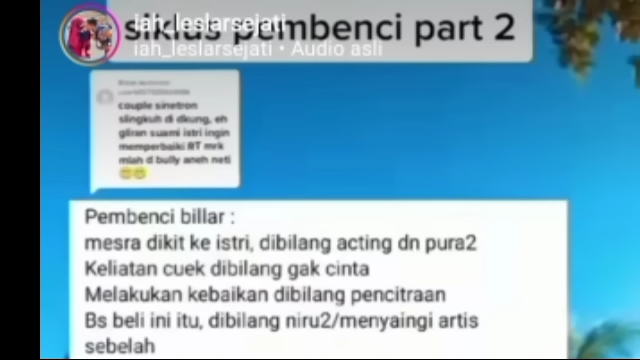 iah_leslarsejati
siklus pembenci part 2
iah_leslarsejati • Audio asli
couple sinetron
slingkuh di dkung, eh
gliran suami istri ingin
memperbaiki RT mrk
mlah d bully aneh neti
Pembenci billar :
mesra dikit ke istri, dibilang acting dn pura2
Keliatan cuek dibilang gak cinta
Melakukan kebaikan dibilang pencitraan
Bs beli ini itu, dibilang niru2/menyaingi artis
sebelah